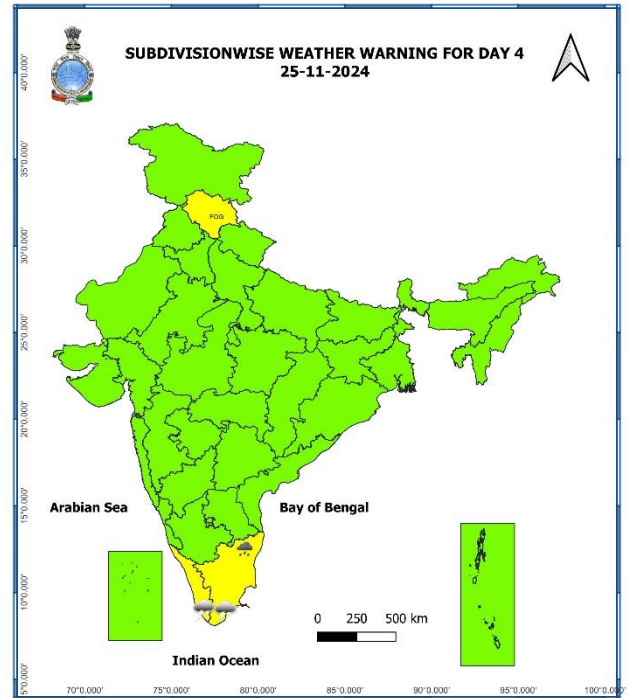 SUBDIVISIONWISE WEATHER WARNING FOR DAY 4
25-11-2024
40°0.000'
35°0.000'
30°0.000'
25°0.000'
20°0.000'
15°0.000'
10°0.000'
5°0.000'
FOG
Arabian Sea
Bay of Bengal
0 250 500 km
Indian Ocean
70°0.000' 75°0.000' 80°0.000' 85°0.000' 90°0.000' 95°0.000' 100°0.000'